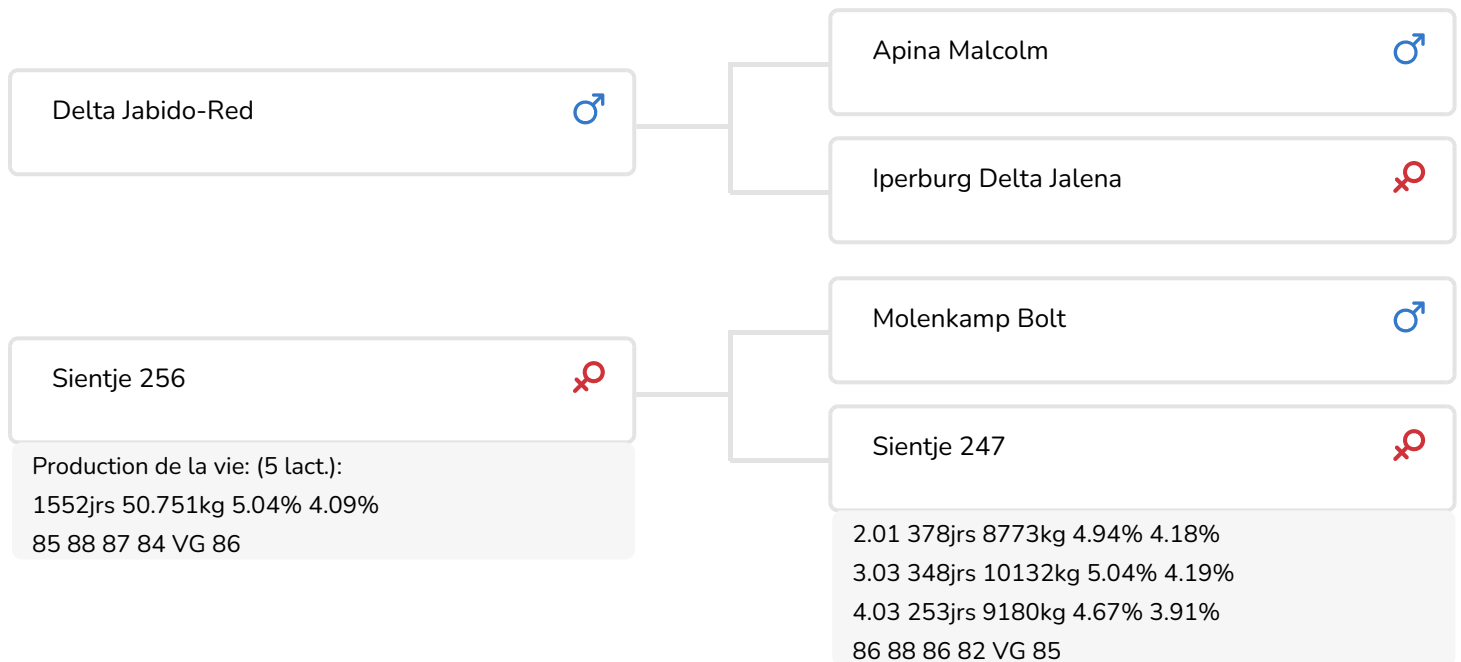 Delta Jabido-Red
Apina Malcolm
Iperburg Delta Jalena
Sientje 256
Production de la vie: (5 lact.):
1552jrs 50.751kg 5.04% 4.09%
85 88 87 84 VG 86
Molenkamp Bolt
Sientje 247
2.01 378jrs 8773kg 4.94% 4.18%
3.03 348jrs 10132kg 5.04% 4.19%
4.03 253jrs 9180kg 4.67% 3.91%
86 88 86 82 VG 85